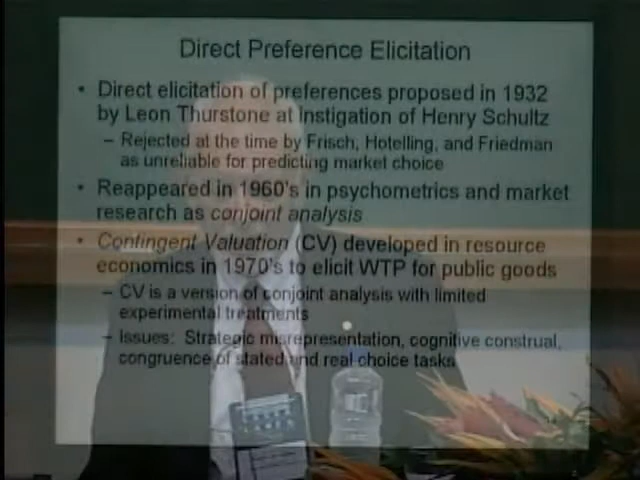 Direct Preference Elicitation
• Direct elicitation of preferences proposed in 1932
by Leon Thurstone at Instigation of Henry Schultz
– Rejected at the time by Frisch, Hotelling, and Friedman
as unreliable for predicting market choice
• Reappeared in 1960's in psychometrics and market
research as conjoint analysis
• Contingent Valuation (CV) developed in resource
economics in 1970's to elicit WTP for public goods
– CV is a version of conjoint analysis with limited
experimental treatments
– Issues: Strategic misrepresentation, cognitive construal,
congruence of stated and real choice tasks